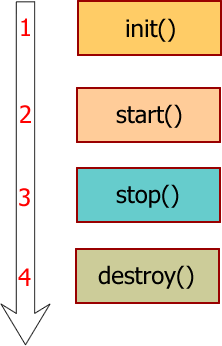 1 init()
2 start()
3 stop()
4 destroy()